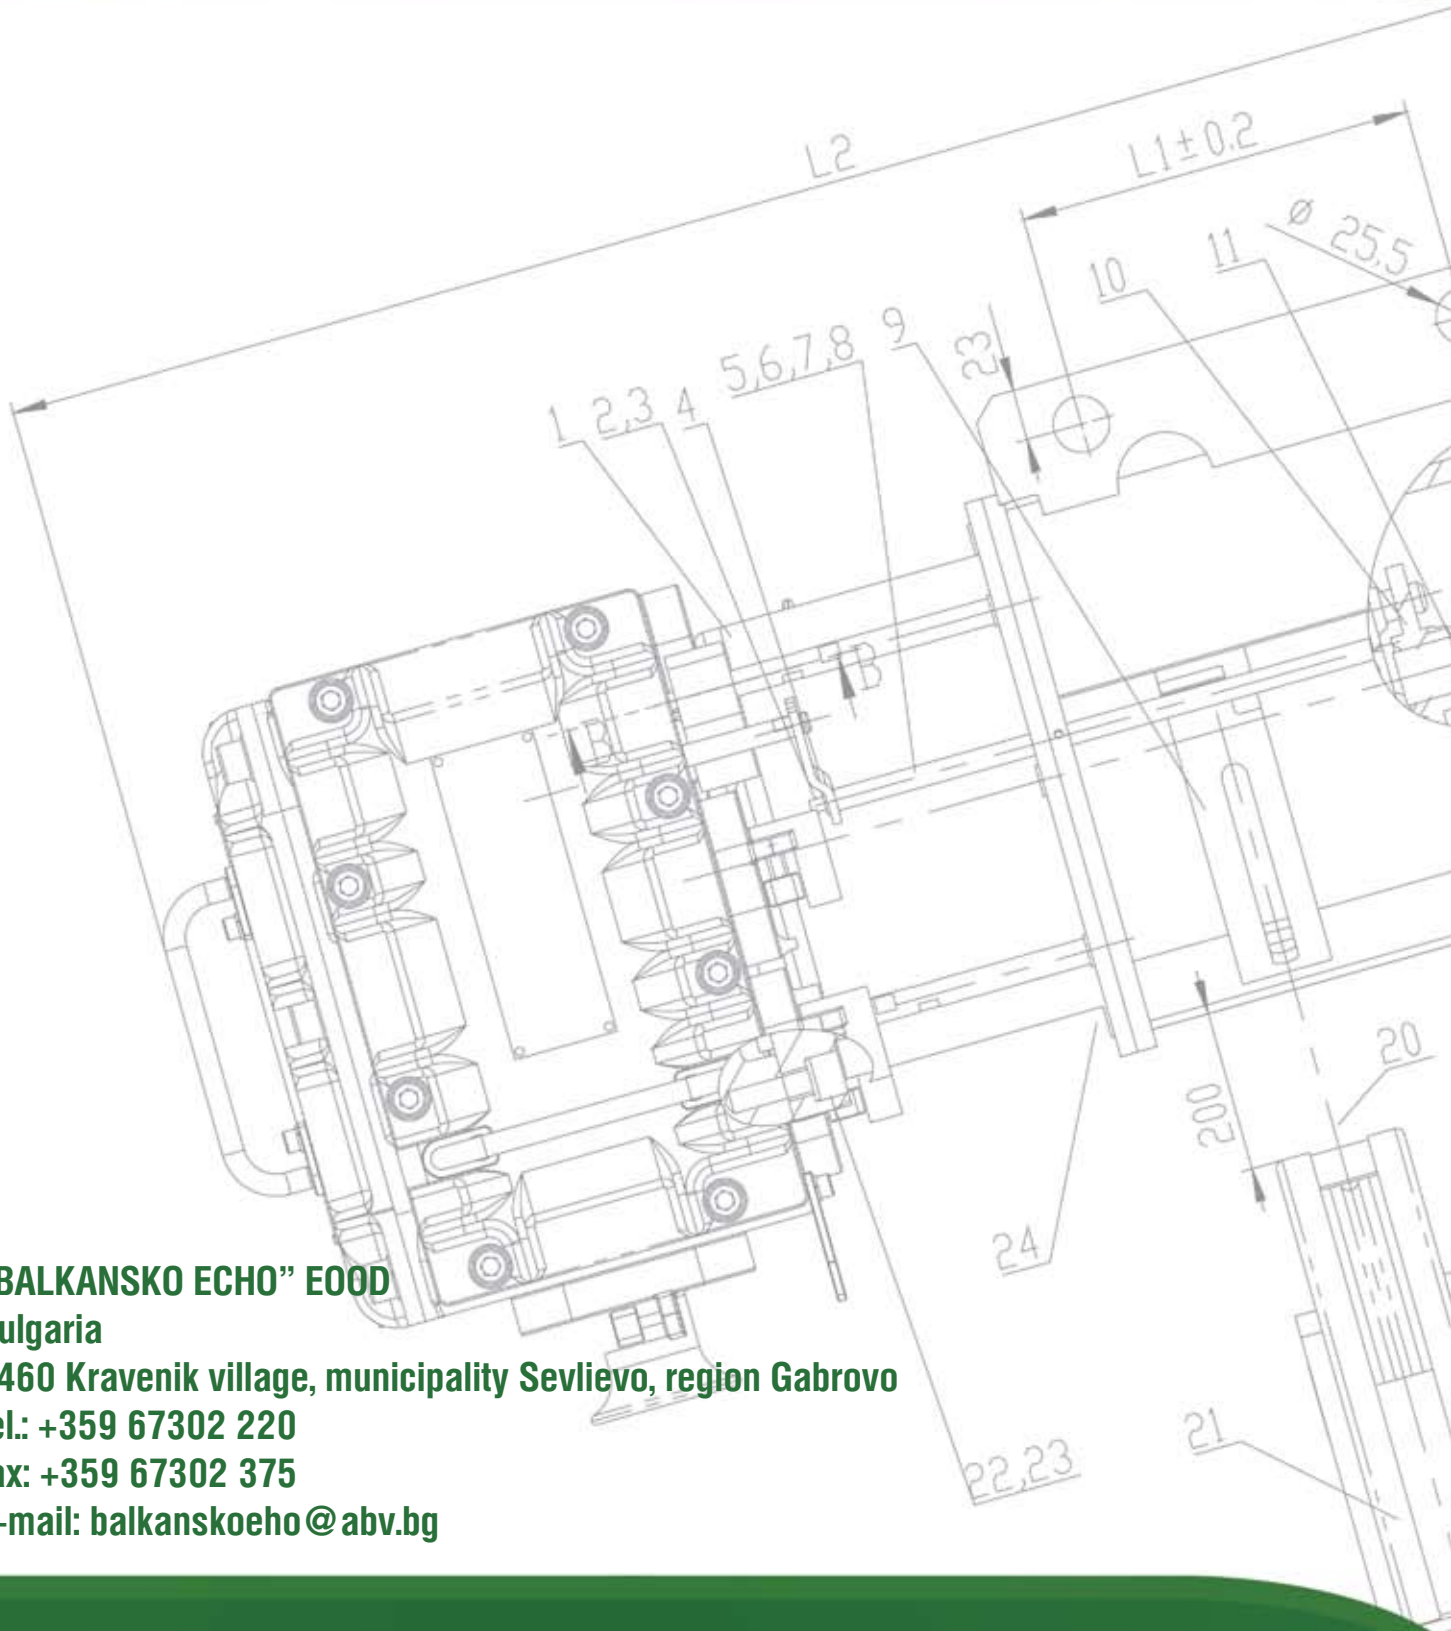 L2
L1±0.2
ø 25,5
11
10
9
23
5,6,7,8
4
2,3
1
B
B
20
200
24
21
22,23
BALKANSKO ECHO” EOOD
ulgaria
460 Kravenik village, municipality Sevlievo, region Gabrovo
el.: +359 67302 220
ax: +359 67302 375
-mail: balkanskoeho@abv.bg